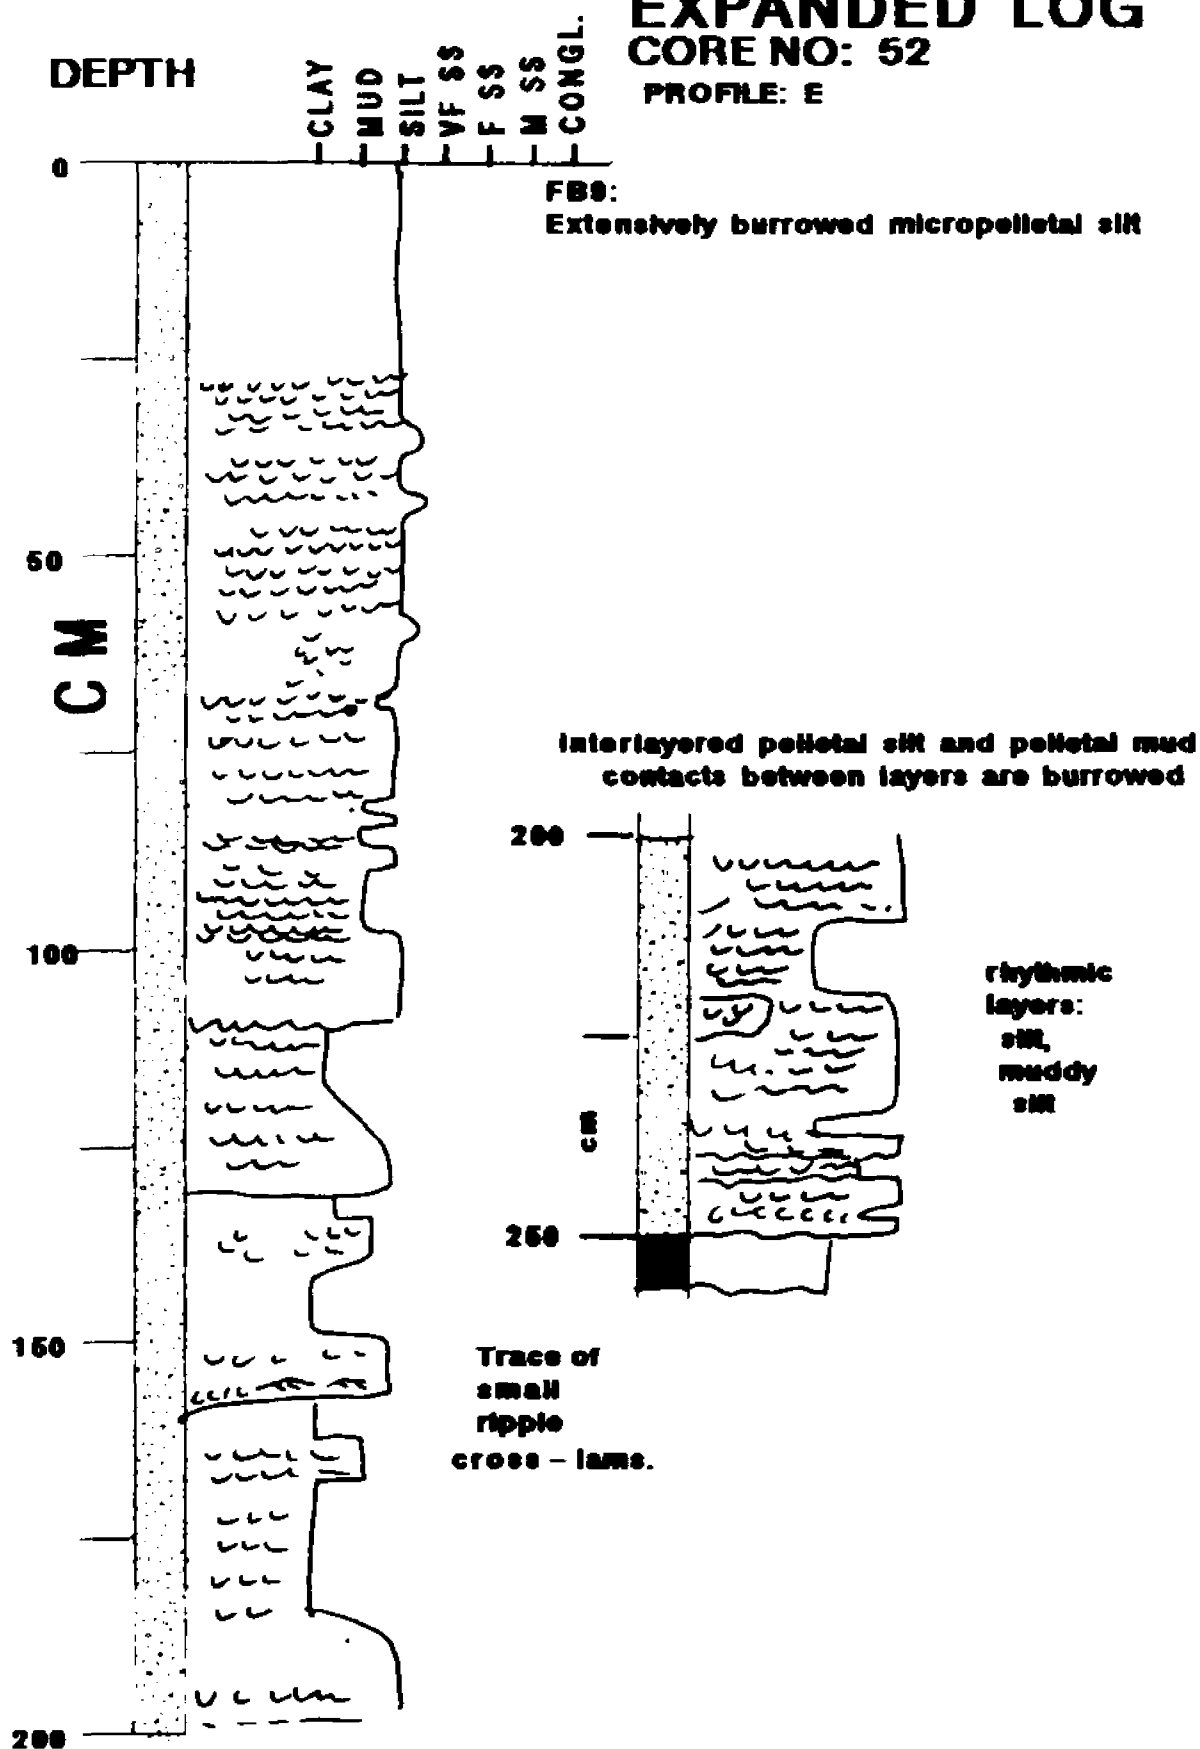 EXPANDED LOG
CORE NO: 52
PROFILE: E
DEPTH
CLAY
MUD
SILT
VF SS
F SS
M SS
CONGL.
0
FB9:
Extensively burrowed micropelletal silt
50
CM
100
150
200
Interlayered pelletal silt and pelletal mud
contacts between layers are burrowed
200
rhythmic
layers:
silt,
muddy
silt
cm
250
Trace of
small
ripple
cross – lams.